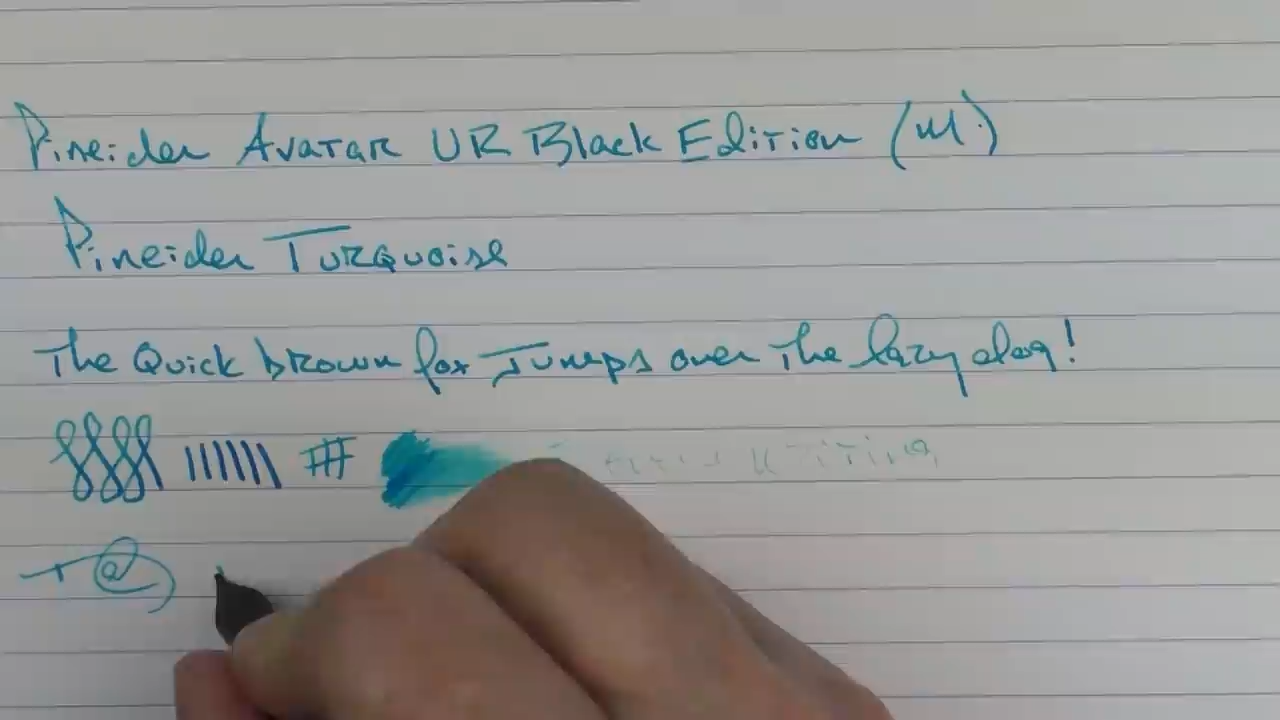 Pineider Avatar UR Black Edition (M.)
Pineider Turquoise
The Quick brown fox Jumps over The lazy dog!